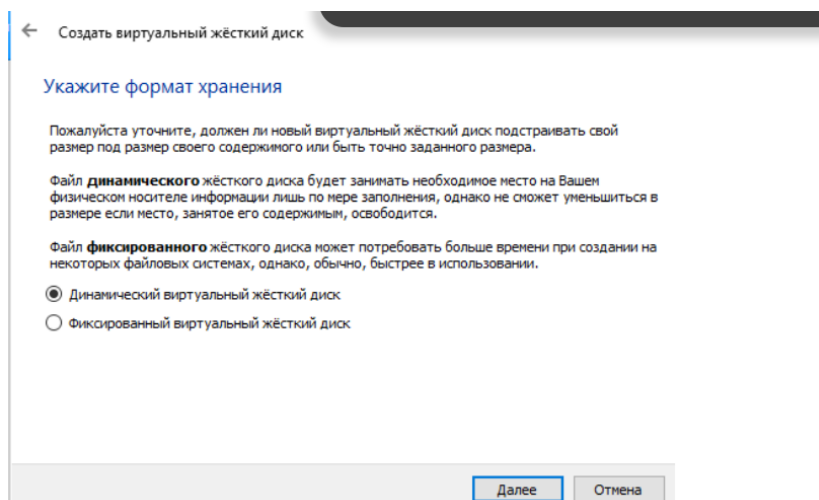 Создать виртуальный жёсткий диск
Укажите формат хранения
Пожалуйста уточните, должен ли новый виртуальный жёсткий диск подстраивать свой
размер под размер своего содержимого или быть точно заданного размера.
Файл динамического жёсткого диска будет занимать необходимое место на Вашем
физическом носителе информации лишь по мере заполнения, однако не сможет уменьшиться в
размере если место, занятое его содержимым, освободится.
Файл фиксированного жёсткого диска может потребовать больше времени при создании на
некоторых файловых системах, однако, обычно, быстрее в использовании.
Динамический виртуальный жёсткий диск
Фиксированный виртуальный жёсткий диск
Далее Отмена